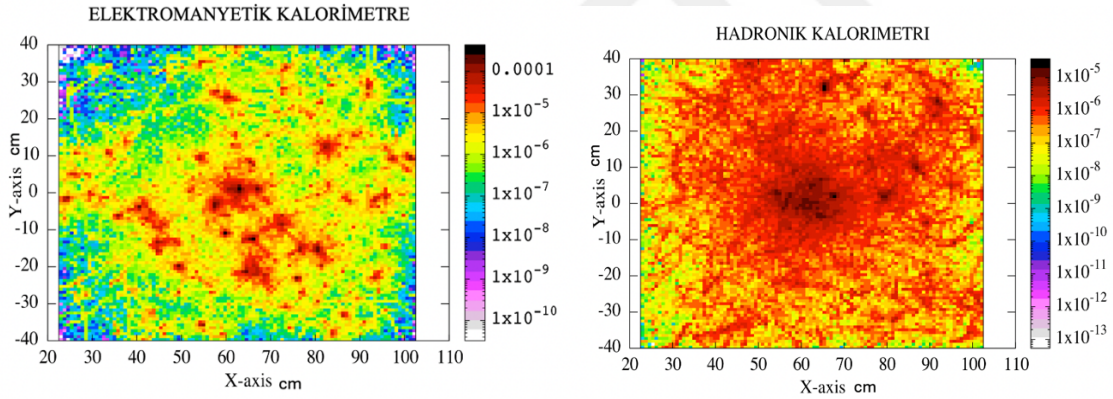 ELEKTROMANYETİK KALORİMETRE
40
30
20
10
0
-10
-20
-30
-40
Y-axis cm
20 30 40 50 60 70 80 90 100 110
X-axis cm
0.0001
1x10⁻⁵
1x10⁻⁶
1x10⁻⁷
1x10⁻⁸
1x10⁻⁹
1x10⁻¹⁰
HADRONIK KALORIMETRI
40
30
20
10
0
-10
-20
-30
-40
Y-axis cm
20 30 40 50 60 70 80 90 100 110
X-axis cm
1x10⁻⁵
1x10⁻⁶
1x10⁻⁷
1x10⁻⁸
1x10⁻⁹
1x10⁻¹⁰
1x10⁻¹¹
1x10⁻¹²
1x10⁻¹³